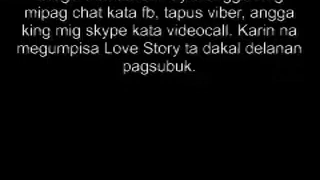 mipag chat kata fb, tapus viber, angga
king mig skype kata videocall. Karin na
megumpisa Love Story ta dakal delanan
pagsubuk.